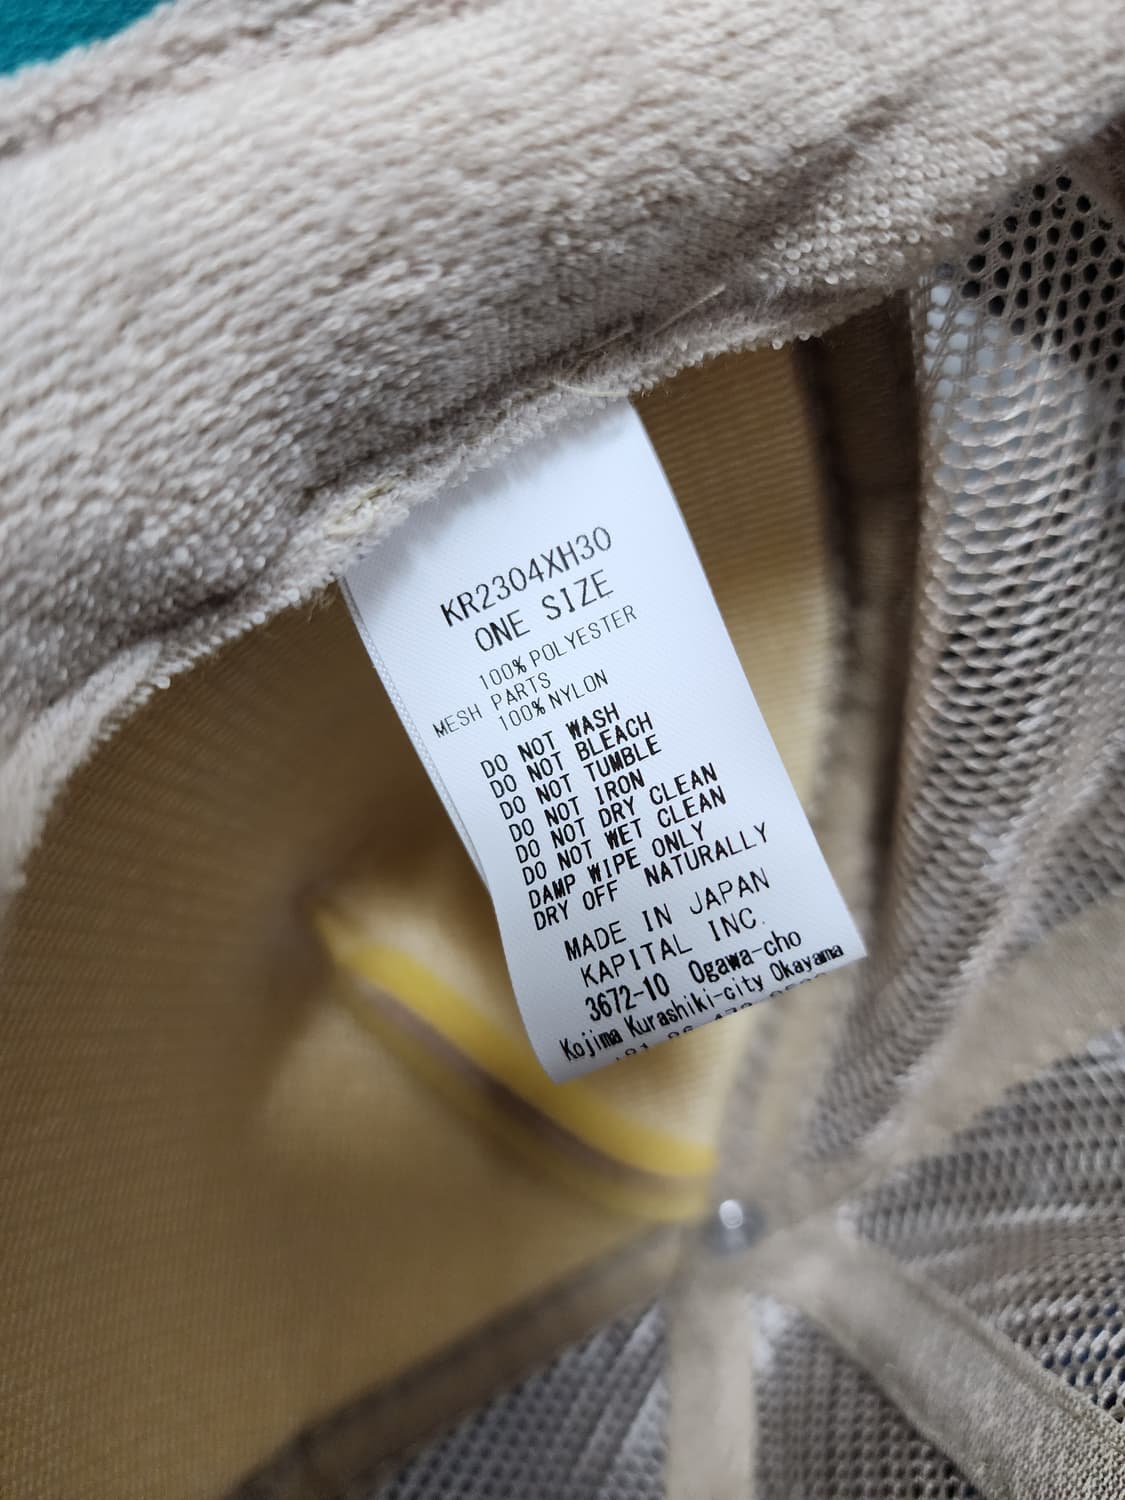 KR2304XH30
ONE SIZE
100% POLYESTER
MESH PARTS
100% NYLON
DO NOT WASH
DO NOT BLEACH
DO NOT TUMBLE
DO NOT IRON
DO NOT DRY CLEAN
DO NOT WET CLEAN
DAMP WIPE ONLY
DRY OFF NATURALLY
MADE IN JAPAN
KAPITAL INC.
3672-10 Ogawa-cho
Kojima Kurashiki-city Okayama